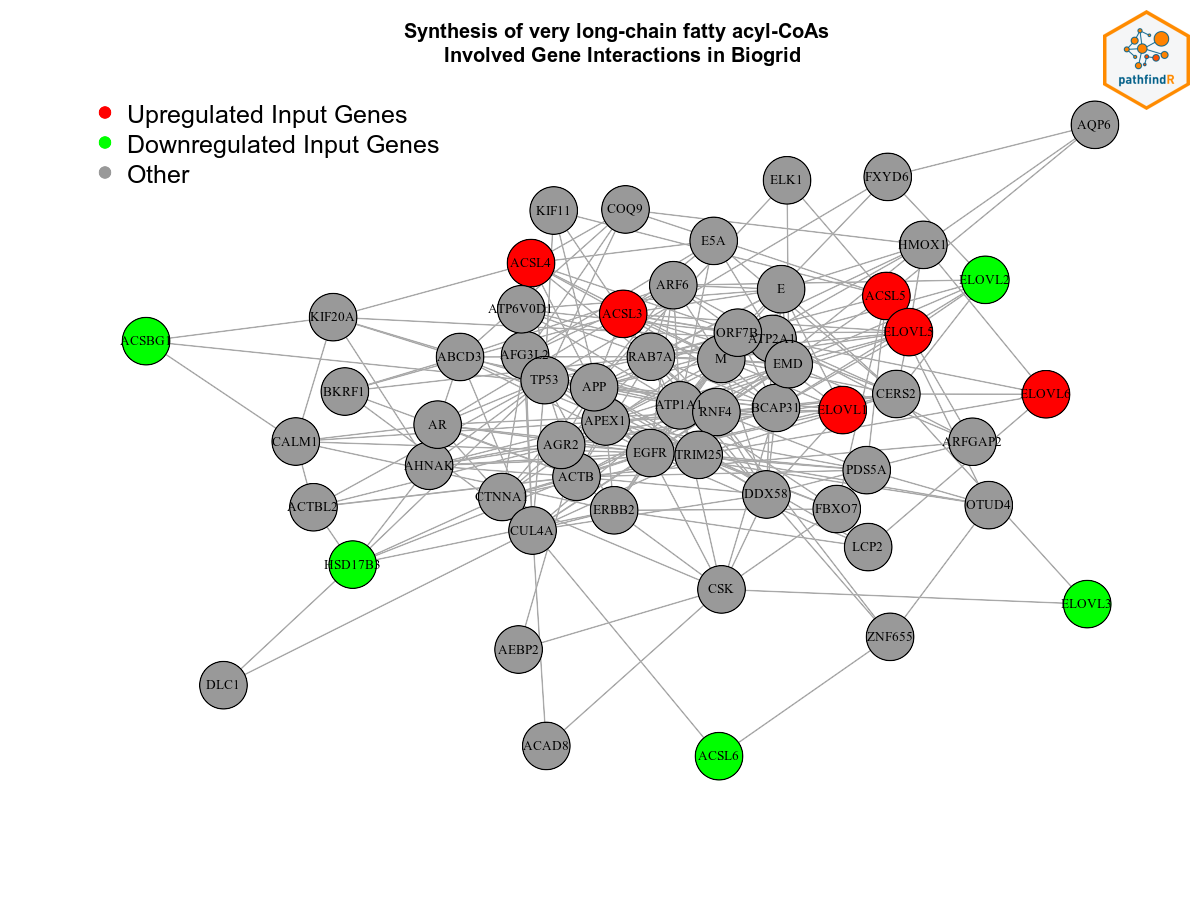 Synthesis of very long-chain fatty acyl-CoAs
Involved Gene Interactions in Biogrid
pathfindR
Upregulated Input Genes
Downregulated Input Genes
Other
AQP6
FXYD6
ELK1
KIF11
COQ9
E5A
HMOX1
ACSL4
ELOVL2
ARF6
E
ACSL5
ATP6V0D1
ACSL3
KIF20A
ORF7B
ELOVL5
ATP2A1
ACSBG1
ABCD3
AFG3L2
RAB7A
M
EMD
TP53
APP
BKRF1
CERS2
ELOVL6
ATP1A1
RNF4
BCAP31
ELOVL1
AR
APEX1
CALM1
AGR2
ARFGAP2
EGFR
TRIM25
AHNAK
ACTB
PDS5A
CTNNA1
DDX58
ACTBL2
ERBB2
FBXO7
OTUD4
CUL4A
LCP2
HSD17B3
CSK
ELOVL3
ZNF655
AEBP2
DLC1
ACAD8
ACSL6